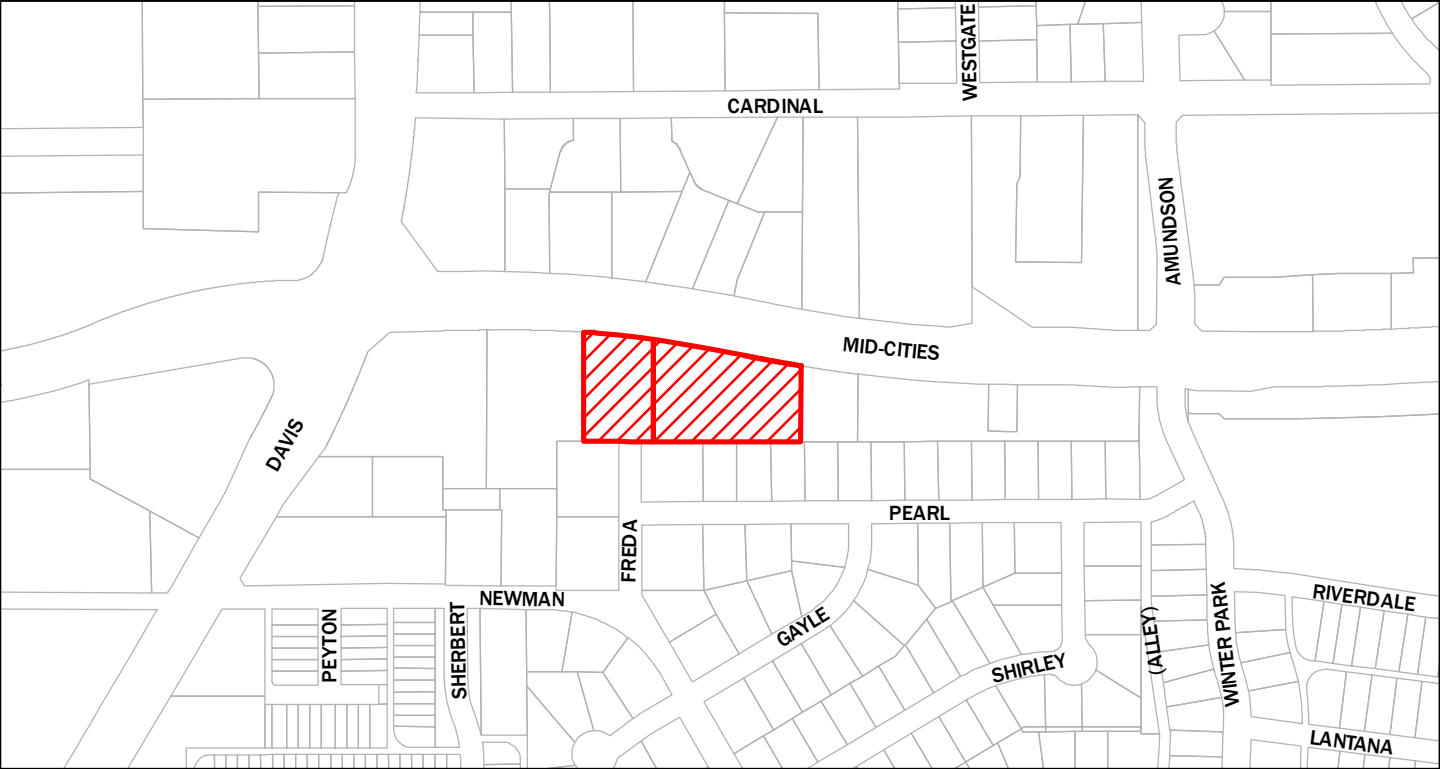 WESTGATE
CARDINAL
AMUNDSON
MID-CITIES
DAVIS
PEARL
FREDA
NEWMAN
RIVERDALE
GAYLE
PEYTON
SHERBERT
(ALLEY)
WINTER PARK
SHIRLEY
LANTANA